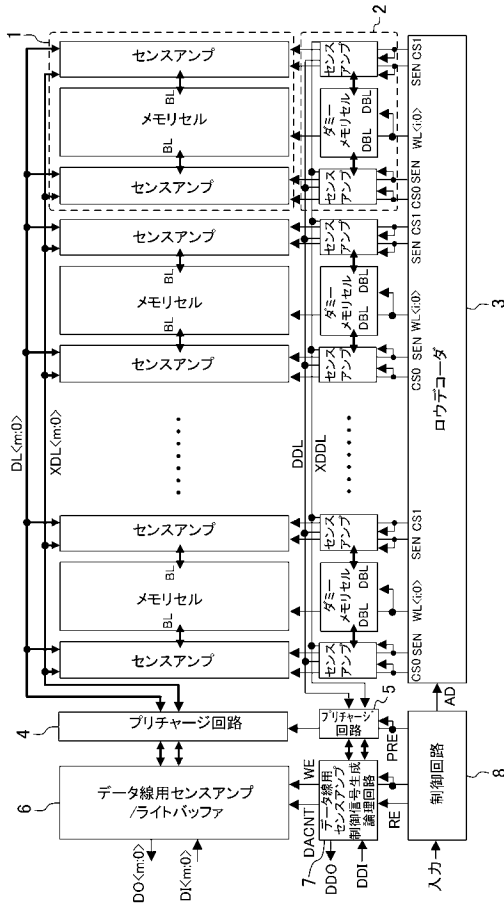 1
2
センスアンプ
BL
メモリセル
BL
センスアンプ
センスアンプ
BL
メモリセル
BL
センスアンプ
DL<m:0>
XDL<m:0>
センスアンプ
BL
メモリセル
BL
センスアンプ
4
プリチャージ回路
6
データ線用センスアンプ
/ライトバッファ
DO<m:0>
DI<m:0>
センス
アンプ
ダミー
メモリセル
DBL
DBL
センス
アンプ
センス
アンプ
ダミー
メモリセル
DBL
DBL
センス
アンプ
DDL
XDDL
センス
アンプ
ダミー
メモリセル
DBL
DBL
センス
アンプ
5
プリチャージ
回路
PRE
WE
DACNT
7
データ線用
センスアンプ
制御信号生成
論理回路
DDO
DDI
RE
SEN CS1
WL<i:0>
CS0 SEN
SEN CS1
WL<i:0>
CS0 SEN
SEN CS1
WL<i:0>
CS0 SEN
ロウデコーダ
3
AD
制御回路
8
入力